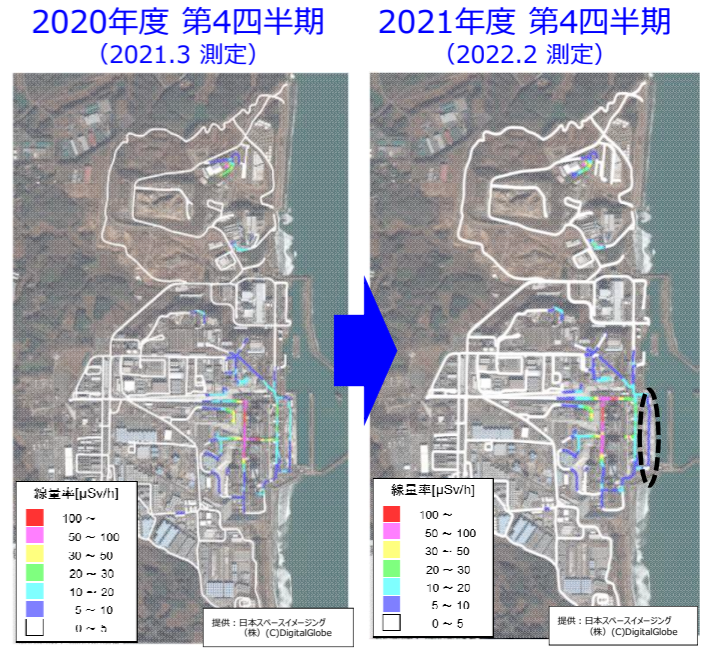 2020年度 第4四半期
（2021.3 測定）
2021年度 第4四半期
（2022.2 測定）
線量率[μSv/h]
100 ～
50 ～ 100
30 ～ 50
20 ～ 30
10 ～ 20
5 ～ 10
0 ～ 5
提供：日本スペースイメージング
（株）(C)DigitalGlobe
線量率[μSv/h]
100 ～
50 ～ 100
30 ～ 50
20 ～ 30
10 ～ 20
5 ～ 10
0 ～ 5
提供：日本スペースイメージング
（株）(C)DigitalGlobe